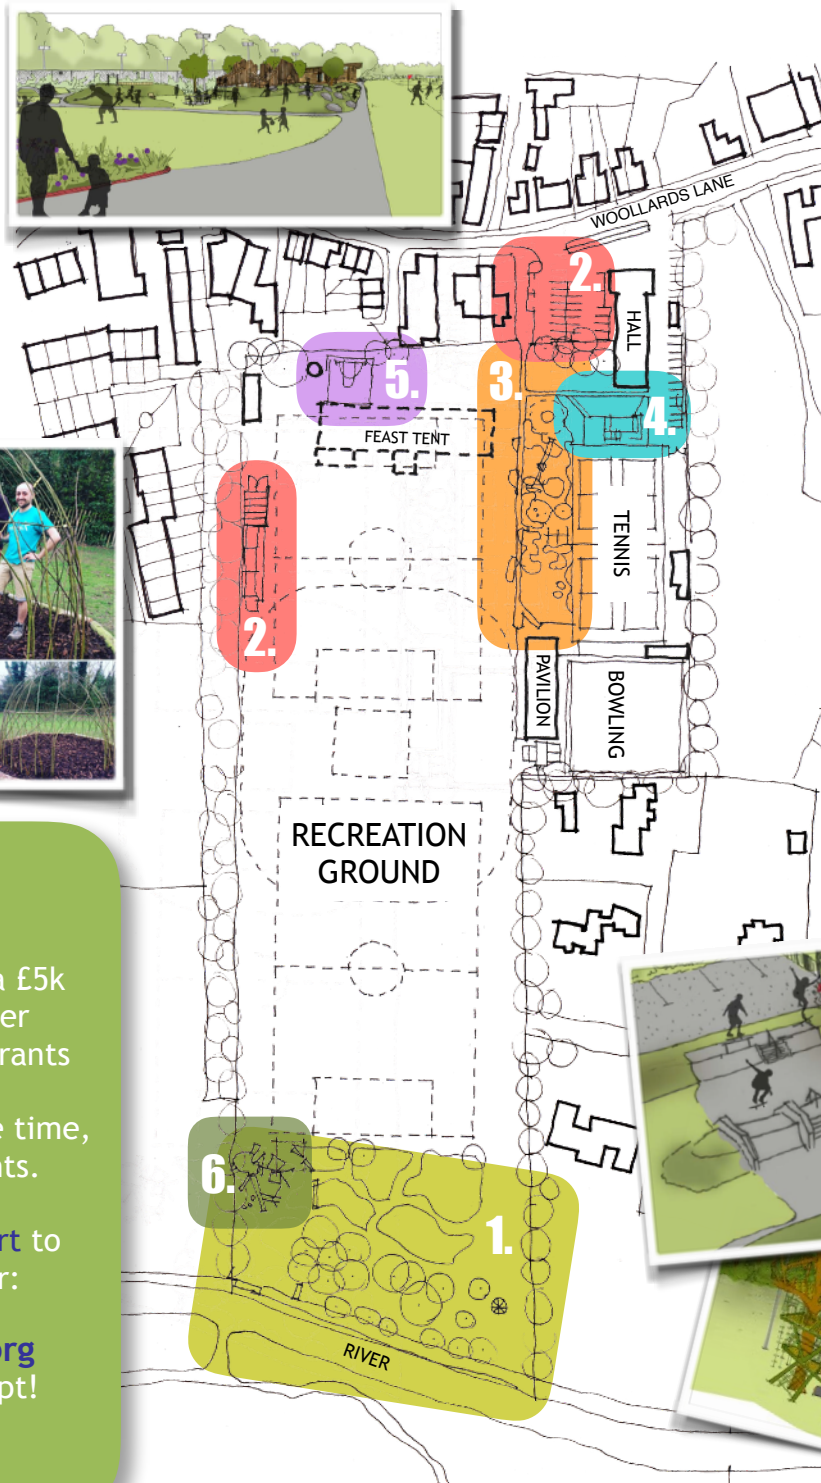 WOOLLARDS LANE
2.
HALL
5.
3.
4.
FEAST TENT
TENNIS
2.
PAVILION
BOWLING
RECREATION
GROUND
a £5k
er
rants
e time,
nts.
rt to
r:
org
pt!
6.
1.
RIVER